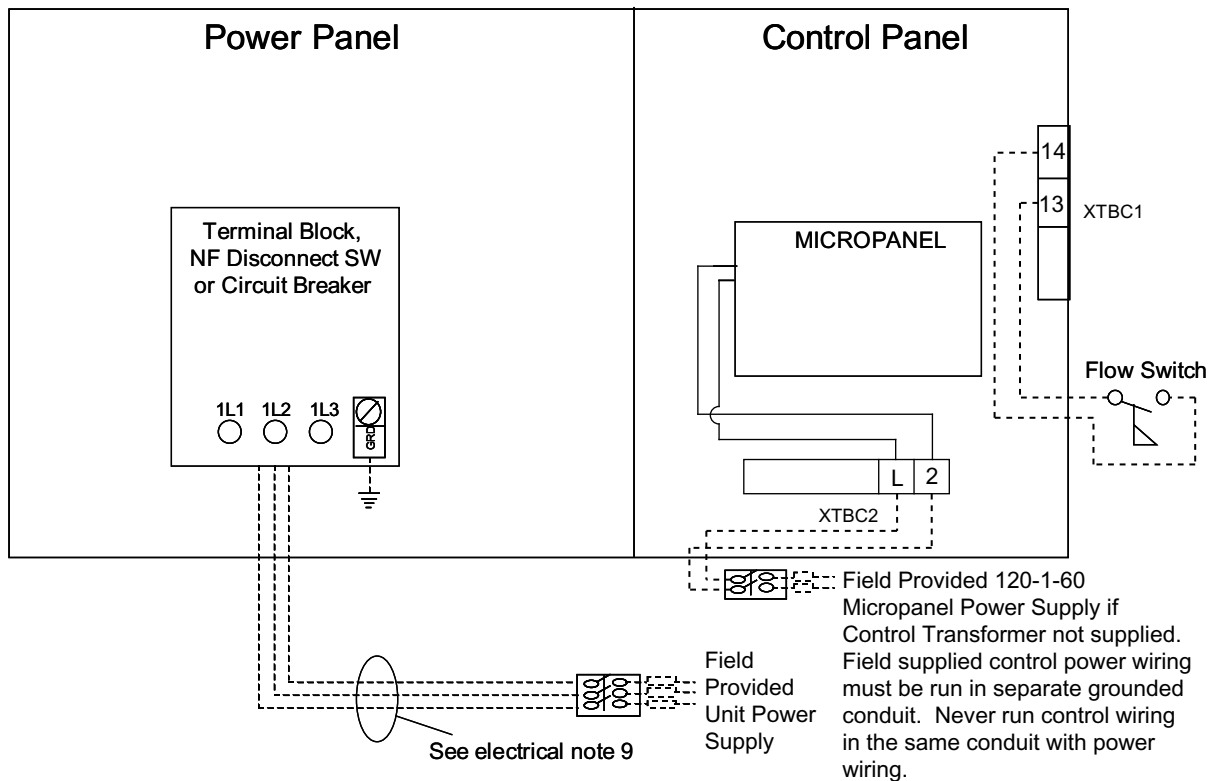 Power Panel
Control Panel
Terminal Block,
NF Disconnect SW
or Circuit Breaker
1L1 1L2 1L3
GRD
MICROPANEL
14
13
XTBC1
Flow Switch
L 2
XTBC2
Field Provided 120-1-60
Micropanel Power Supply if
Control Transformer not supplied.
Field supplied control power wiring
must be run in separate grounded
conduit. Never run control wiring
in the same conduit with power
wiring.
Field
Provided
Unit Power
Supply
See electrical note 9